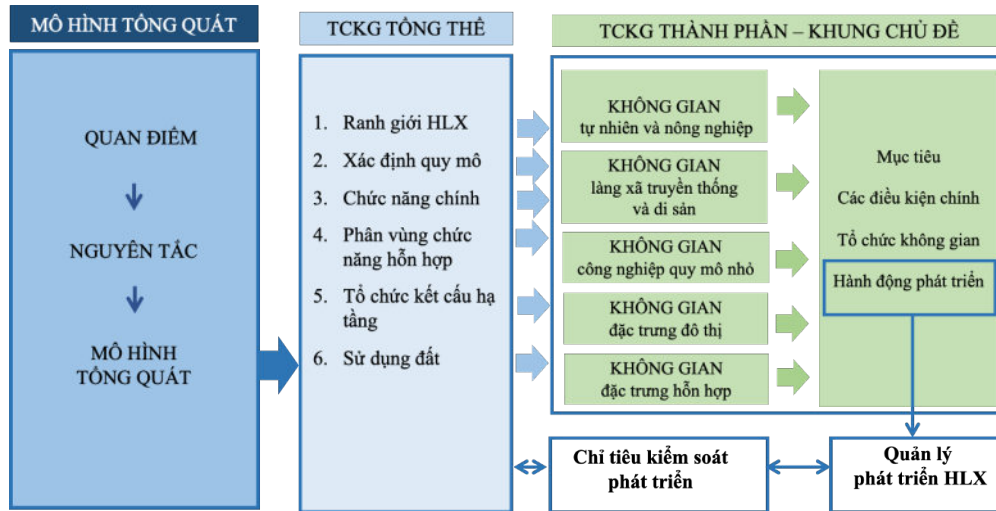 MÔ HÌNH TỔNG QUÁT
QUAN ĐIỂM
NGUYÊN TẮC
MÔ HÌNH
TỔNG QUÁT
TCKG TỔNG THỂ
1. Ranh giới HLX
2. Xác định quy mô
3. Chức năng chính
4. Phân vùng chức
năng hỗn hợp
5. Tổ chức kết cấu hạ
tầng
6. Sử dụng đất
TCKG THÀNH PHẦN – KHUNG CHỦ ĐỀ
KHÔNG GIAN
tự nhiên và nông nghiệp
KHÔNG GIAN
làng xã truyền thống
và di sản
KHÔNG GIAN
công nghiệp quy mô nhỏ
KHÔNG GIAN
đặc trưng đô thị
KHÔNG GIAN
đặc trưng hỗn hợp
Mục tiêu
Các điều kiện chính
Tổ chức không gian
Hành động phát triển
Chỉ tiêu kiểm soát
phát triển
Quản lý
phát triển HLX